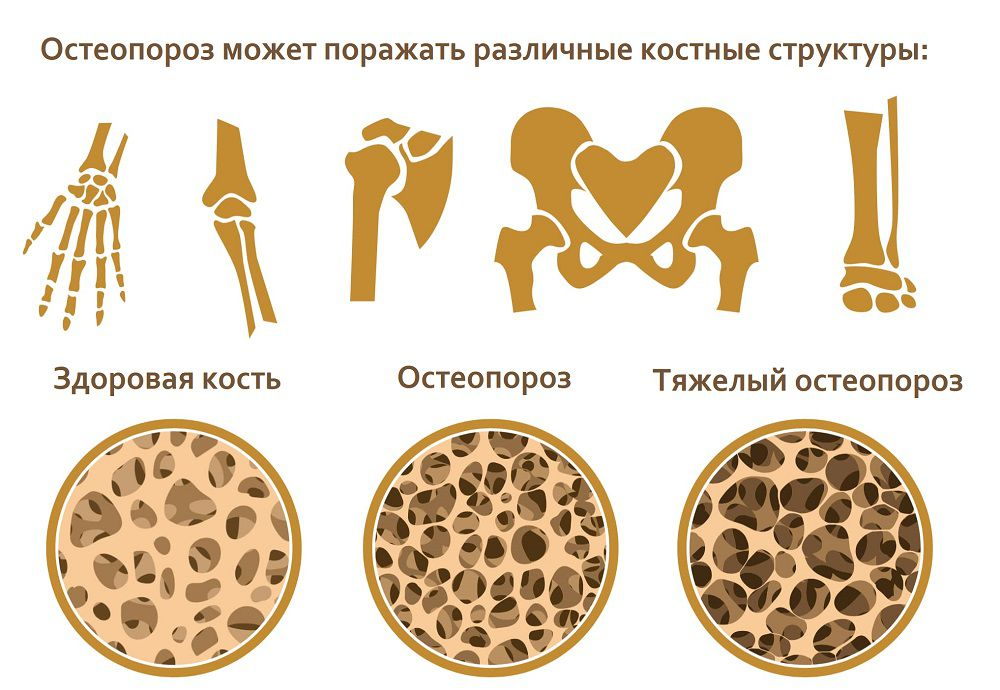 Остеопороз может поражать различные костные структуры:
Здоровая кость
Остеопороз
Тяжелый остеопороз